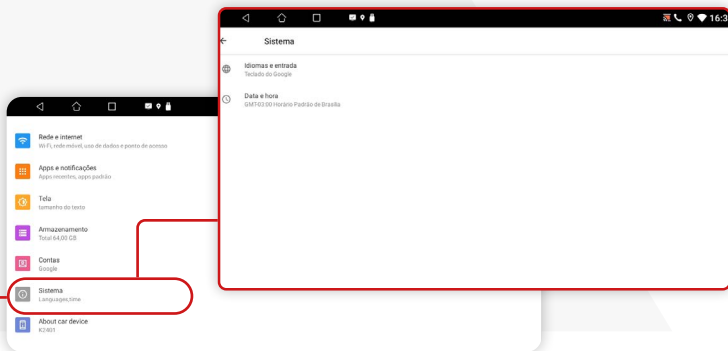 16:3
Sistema
Idiomas e entrada
Teclado do Google
Data e hora
GMT-03:00 Horário Padrão de Brasília
Rede e internet
Wi-Fi, rede móvel, uso de dados e ponto de acesso
Apps e notificações
Apps recentes, apps padrão
Tela
tamanho do texto
Armazenamento
Total 64,00 GB
Contas
Google
Sistema
Languages,time
About car device
K2401